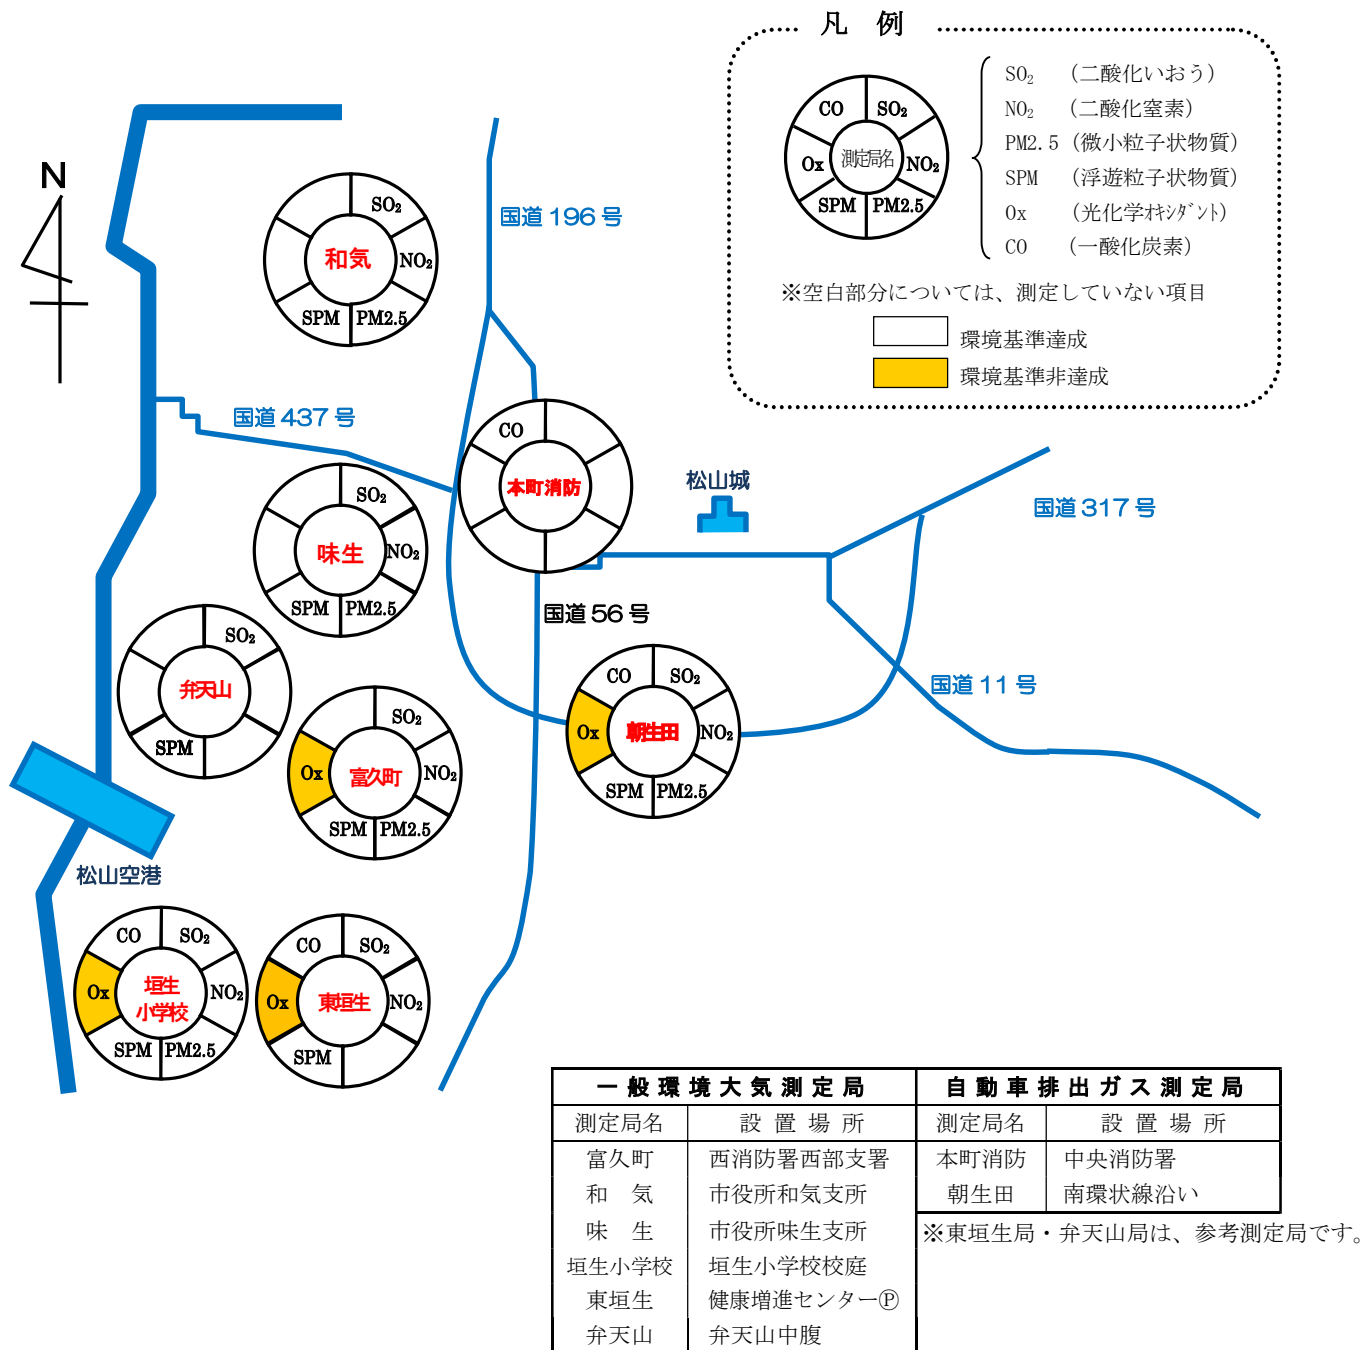 凡 例
CO SO₂
Ox 測定局名 NO₂
SPM PM2.5
SO₂ （二酸化いおう）
NO₂ （二酸化窒素）
PM2.5 （微小粒子状物質）
SPM （浮遊粒子状物質）
Ox （光化学ｵｷｼﾀﾞﾝﾄ）
CO （一酸化炭素）
※空白部分については、測定していない項目
環境基準達成
環境基準非達成
N
国道 196 号
SO₂
和気 NO₂
SPM PM2.5
国道 437 号
CO
本町消防
松山城
国道 317 号
SO₂
味生 NO₂
SPM PM2.5
国道 56 号
SO₂
弁天山
SPM
CO SO₂
Ox 朝生田 NO₂
SPM PM2.5
国道 11 号
SO₂
Ox 富久町 NO₂
SPM PM2.5
松山空港
CO SO₂
Ox 垣生 NO₂
小学校
SPM PM2.5
CO SO₂
Ox 東垣生 NO₂
SPM
一般環境大気測定局 自動車排出ガス測定局
測定局名 設置場所 測定局名 設置場所
富久町 西消防署西部支署 本町消防 中央消防署
和 気 市役所和気支所 朝生田 南環状線沿い
味 生 市役所味生支所 ※東垣生局・弁天山局は、参考測定局です。
垣生小学校 垣生小学校校庭
東垣生 健康増進センターⓅ
弁天山 弁天山中腹